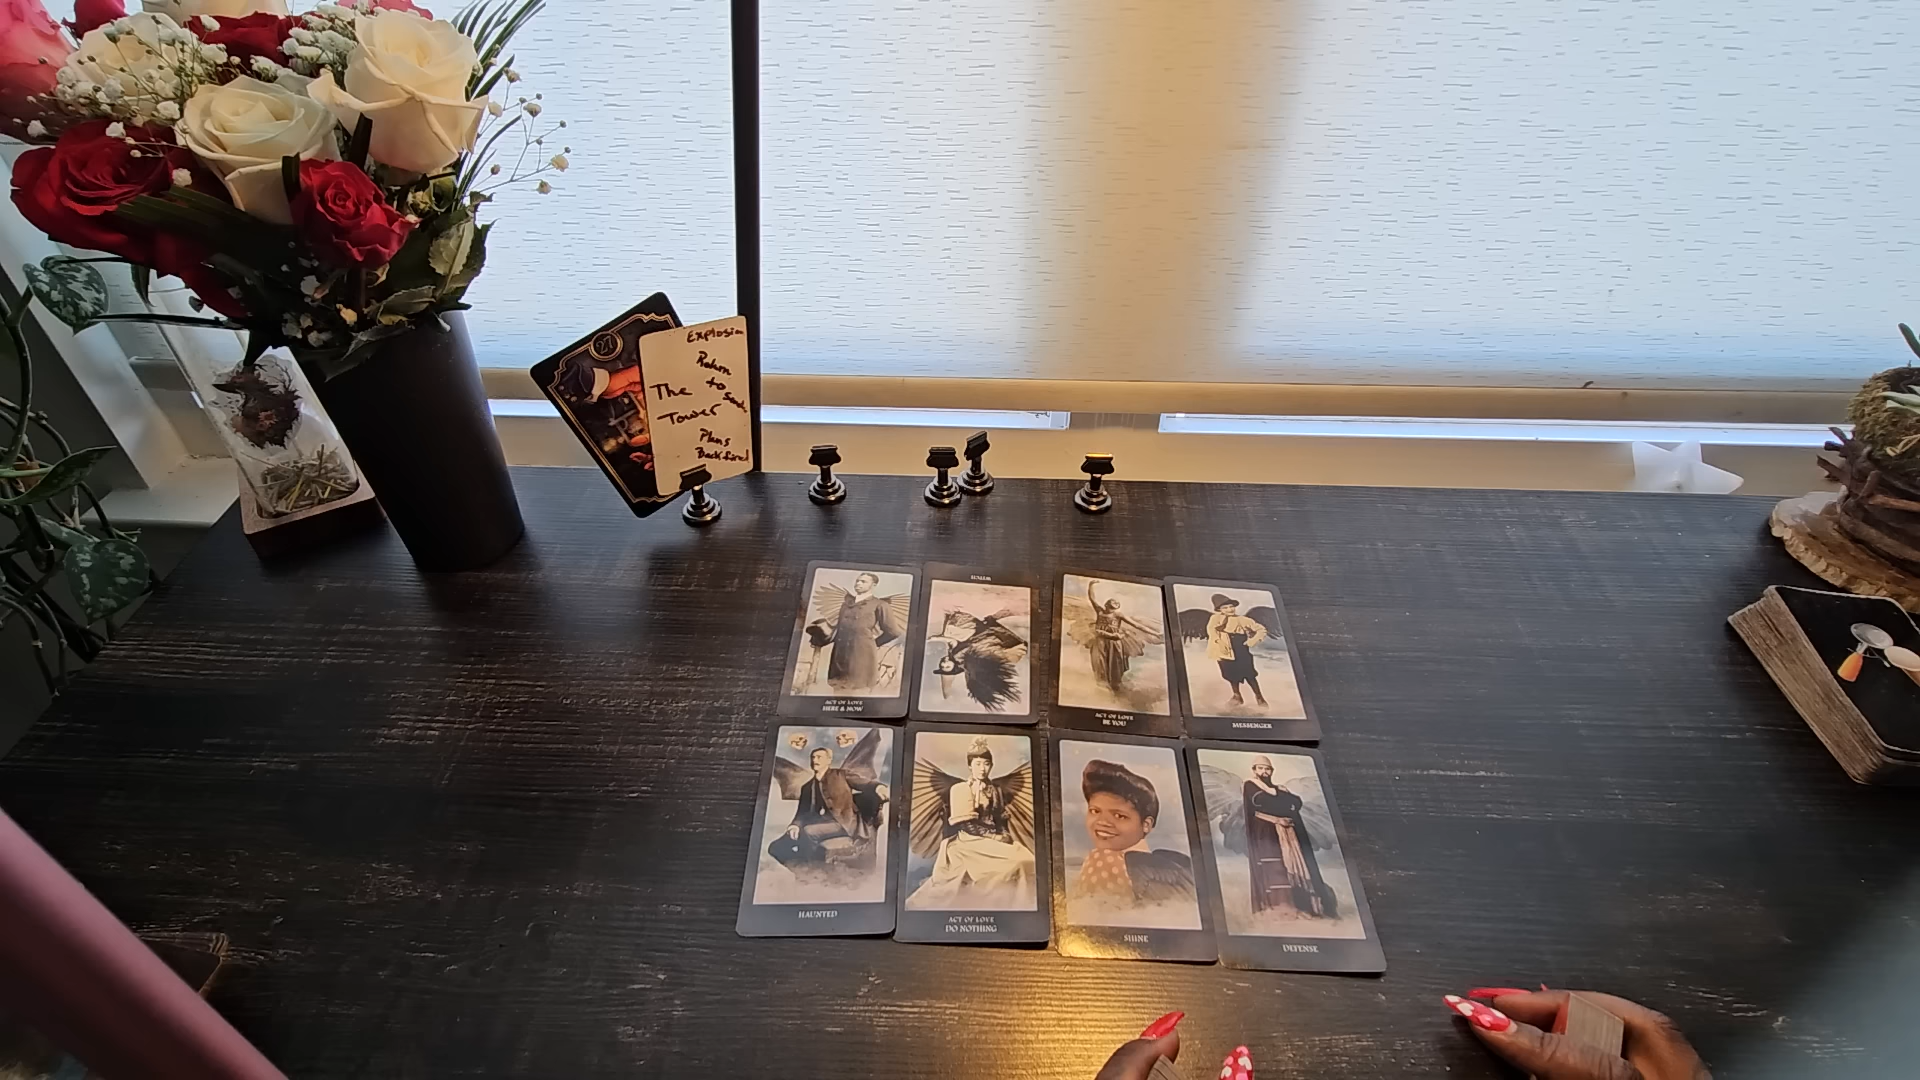 27
Explosion
Return
to
Sender
The
Tower
Plans
Backfired
ACT OF LOVE
HERE & NOW
WITCH
ACT OF LOVE
BE YOU
MESSENGER
HAUNTED
ACT OF LOVE
DO NOTHING
SHINE
DEFENSE